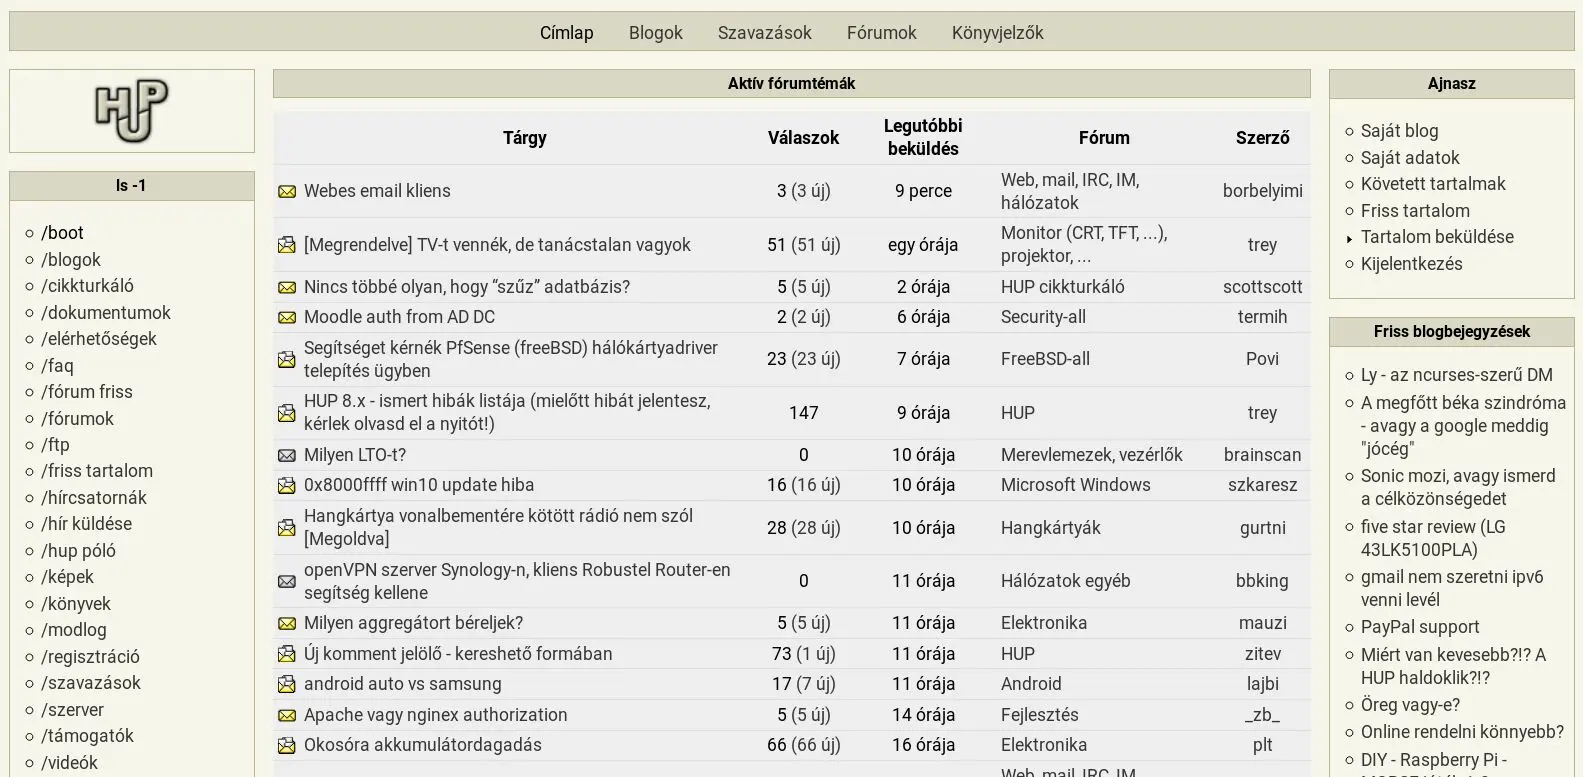 Címlap Blogok Szavazások Fórumok Könyvjelzők
HUP
ls -1
/boot
/blogok
/cikkturkáló
/dokumentumok
/elérhetőségek
/faq
/fórum friss
/fórumok
/ftp
/friss tartalom
/hírcsatornák
/hír küldése
/hup póló
/képek
/könyvek
/modlog
/regisztráció
/szavazások
/szerver
/támogatók
/videók
Aktív fórumtémák
Tárgy Válaszok Legutóbbi beküldés Fórum Szerző
Webes email kliens 3 (3 új) 9 perce Web, mail, IRC, IM, hálózatok borbelyimi
[Megrendelve] TV-t vennék, de tanácstalan vagyok 51 (51 új) egy órája Monitor (CRT, TFT, ...), projektor, ... trey
Nincs többé olyan, hogy “szűz” adatbázis? 5 (5 új) 2 órája HUP cikkturkáló scottscott
Moodle auth from AD DC 2 (2 új) 6 órája Security-all termih
Segítséget kérnék PfSense (freeBSD) hálókártyadriver telepítés ügyben 23 (23 új) 7 órája FreeBSD-all Povi
HUP 8.x - ismert hibák listája (mielőtt hibát jelentesz, kérlek olvasd el a nyitót!) 147 9 órája HUP trey
Milyen LTO-t? 0 10 órája Merevlemezek, vezérlők brainscan
0x8000ffff win10 update hiba 16 (16 új) 10 órája Microsoft Windows szkaresz
Hangkártya vonalbementére kötött rádió nem szól [Megoldva] 28 (28 új) 10 órája Hangkártyák gurtni
openVPN szerver Synology-n, kliens Robustel Router-en segítség kellene 0 11 órája Hálózatok egyéb bbking
Milyen aggregátort béreljek? 5 (5 új) 11 órája Elektronika mauzi
Új komment jelölő - kereshető formában 73 (1 új) 11 órája HUP zitev
android auto vs samsung 17 (7 új) 11 órája Android lajbi
Apache vagy nginex authorization 5 (5 új) 14 órája Fejlesztés _zb_
Okosóra akkumulátordagadás 66 (66 új) 16 órája Elektronika plt
Web, mail, IRC, IM,
Ajnasz
Saját blog
Saját adatok
Követett tartalmak
Friss tartalom
Tartalom beküldése
Kijelentkezés
Friss blogbejegyzések
Ly - az ncurses-szerű DM
A megfőtt béka szindróma
- avagy a google meddig
"jócég"
Sonic mozi, avagy ismerd
a célközönségedet
five star review (LG
43LK5100PLA)
gmail nem szeretni ipv6
venni levél
PayPal support
Miért van kevesebb?!? A
HUP haldoklik?!?
Öreg vagy-e?
Online rendelni könnyebb?
DIY - Raspberry Pi -